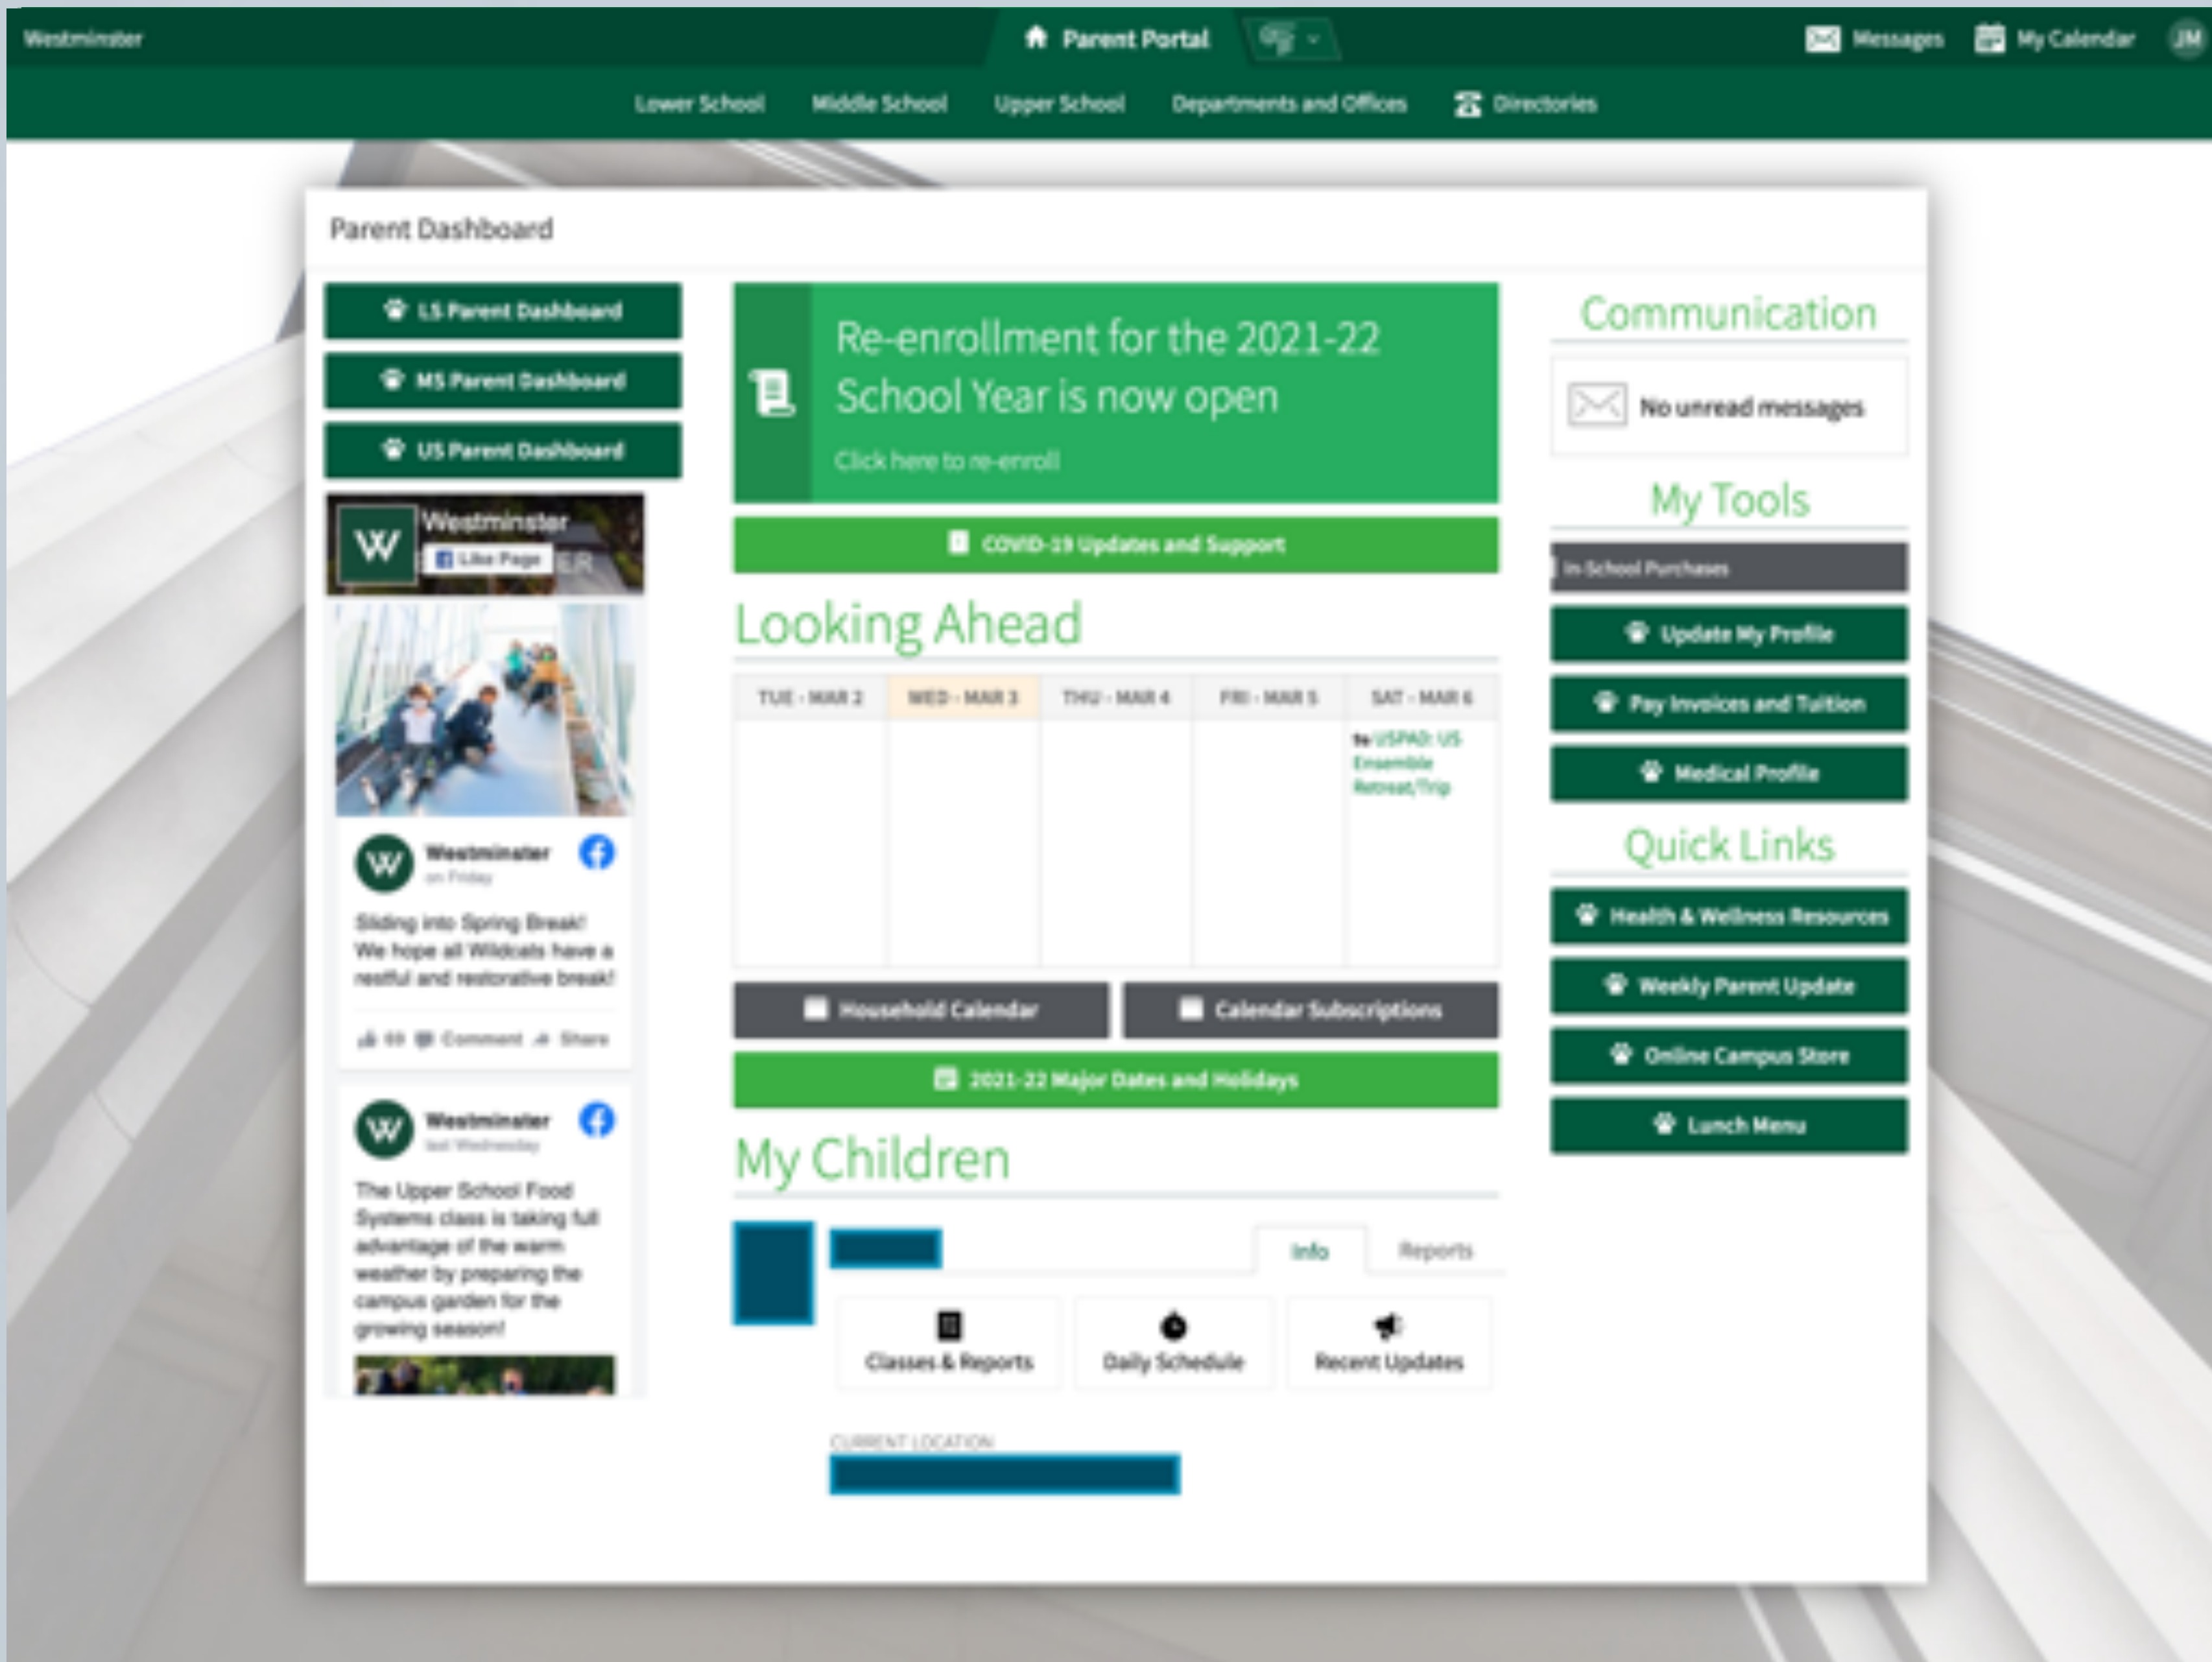 Westminster
Parent Portal
Messages
My Calendar
JM
Lower School
Middle School
Upper School
Departments and Offices
Directories
Parent Dashboard
LS Parent Dashboard
MS Parent Dashboard
US Parent Dashboard
Westminster
Like Page
ER
W
W
Westminster
on Friday
Sliding into Spring Break!
We hope all Wildcats have a
restful and restorative break!
Comment
Share
W
Westminster
last Wednesday
The Upper School Food
Systems class is taking full
advantage of the warm
weather by preparing the
campus garden for the
growing season!
Re-enrollment for the 2021-22
School Year is now open
Click here to re-enroll
COVID-19 Updates and Support
Looking Ahead
TUE - MAR 2
WED - MAR 3
THU - MAR 4
FRI - MAR 5
SAT - MAR 6
USPAD: US
Ensemble
Retreat/Trip
Household Calendar
Calendar Subscriptions
2021-22 Major Dates and Holidays
My Children
Info
Reports
Classes & Reports
Daily Schedule
Recent Updates
CURRENT LOCATION
Communication
No unread messages
My Tools
In-School Purchases
Update My Profile
Pay Invoices and Tuition
Medical Profile
Quick Links
Health & Wellness Resources
Weekly Parent Update
Online Campus Store
Lunch Menu